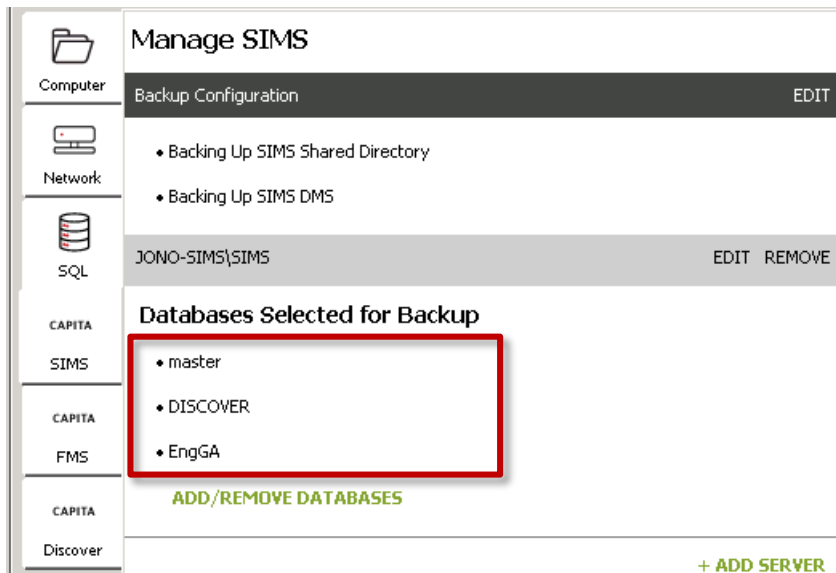 Manage SIMS
Computer
Backup Configuration EDIT
• Backing Up SIMS Shared Directory
Network
• Backing Up SIMS DMS
SQL
JONO-SIMS\SIMS EDIT REMOVE
Databases Selected for Backup
CAPITA
SIMS
• master
• DISCOVER
CAPITA
FMS
• EngGA
ADD/REMOVE DATABASES
CAPITA
Discover
+ ADD SERVER